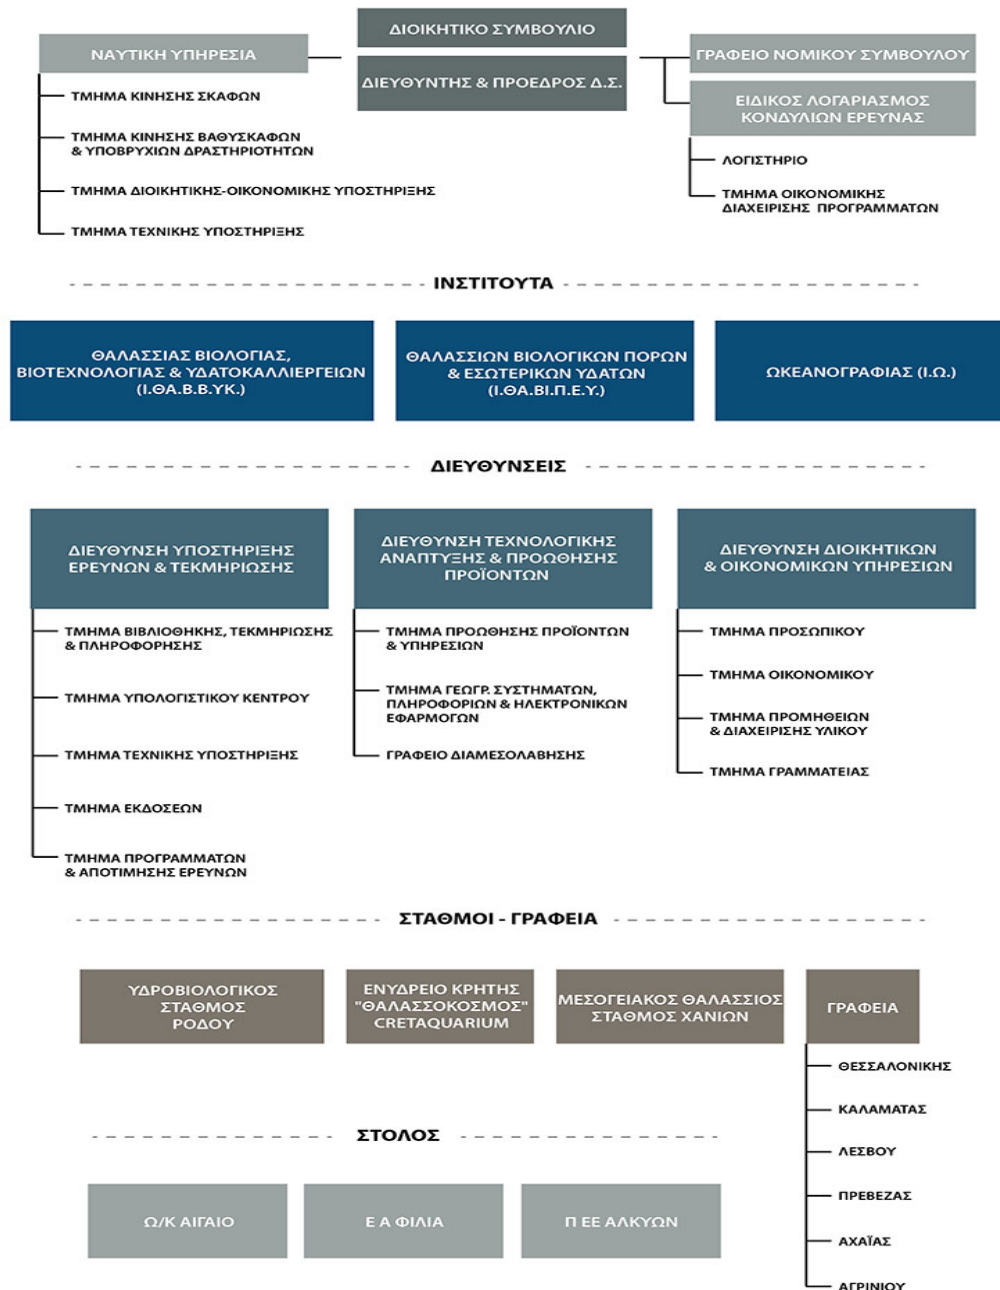 ΔΙΟΙΚΗΤΙΚΟ ΣΥΜΒΟΥΛΙΟ
ΔΙΕΥΘΥΝΤΗΣ & ΠΡΟΕΔΡΟΣ Δ.Σ.
ΝΑΥΤΙΚΗ ΥΠΗΡΕΣΙΑ
ΤΜΗΜΑ ΚΙΝΗΣΗΣ ΣΚΑΦΩΝ
ΤΜΗΜΑ ΚΙΝΗΣΗΣ ΒΑΘΥΣΚΑΦΩΝ
& ΥΠΟΒΡΥΧΙΩΝ ΔΡΑΣΤΗΡΙΟΤΗΤΩΝ
ΤΜΗΜΑ ΔΙΟΙΚΗΤΙΚΗΣ-ΟΙΚΟΝΟΜΙΚΗΣ ΥΠΟΣΤΗΡΙΞΗΣ
ΤΜΗΜΑ ΤΕΧΝΙΚΗΣ ΥΠΟΣΤΗΡΙΞΗΣ
ΓΡΑΦΕΙΟ ΝΟΜΙΚΟΥ ΣΥΜΒΟΥΛΟΥ
ΕΙΔΙΚΟΣ ΛΟΓΑΡΙΑΣΜΟΣ
ΚΟΝΔΥΛΙΩΝ ΕΡΕΥΝΑΣ
ΛΟΓΙΣΤΗΡΙΟ
ΤΜΗΜΑ ΟΙΚΟΝΟΜΙΚΗΣ
ΔΙΑΧΕΙΡΙΣΗΣ ΠΡΟΓΡΑΜΜΑΤΩΝ
ΙΝΣΤΙΤΟΥΤΑ
ΘΑΛΑΣΣΙΑΣ ΒΙΟΛΟΓΙΑΣ,
ΒΙΟΤΕΧΝΟΛΟΓΙΑΣ & ΥΔΑΤΟΚΑΛΛΙΕΡΓΕΙΩΝ
(Ι.ΘΑ.Β.Β.ΥΚ.)
ΘΑΛΑΣΣΙΩΝ ΒΙΟΛΟΓΙΚΩΝ ΠΟΡΩΝ
& ΕΣΩΤΕΡΙΚΩΝ ΥΔΑΤΩΝ
(Ι.ΘΑ.ΒΙ.Π.Ε.Υ.)
ΩΚΕΑΝΟΓΡΑΦΙΑΣ (Ι.Ω.)
ΔΙΕΥΘΥΝΣΕΙΣ
ΔΙΕΥΘΥΝΣΗ ΥΠΟΣΤΗΡΙΞΗΣ
ΕΡΕΥΝΩΝ & ΤΕΚΜΗΡΙΩΣΗΣ
ΤΜΗΜΑ ΒΙΒΛΙΟΘΗΚΗΣ, ΤΕΚΜΗΡΙΩΣΗΣ
& ΠΛΗΡΟΦΟΡΗΣΗΣ
ΤΜΗΜΑ ΥΠΟΛΟΓΙΣΤΙΚΟΥ ΚΕΝΤΡΟΥ
ΤΜΗΜΑ ΤΕΧΝΙΚΗΣ ΥΠΟΣΤΗΡΙΞΗΣ
ΤΜΗΜΑ ΕΚΔΟΣΕΩΝ
ΤΜΗΜΑ ΠΡΟΓΡΑΜΜΑΤΩΝ
& ΑΠΟΤΙΜΗΣΗΣ ΕΡΕΥΝΩΝ
ΔΙΕΥΘΥΝΣΗ ΤΕΧΝΟΛΟΓΙΚΗΣ
ΑΝΑΠΤΥΞΗΣ & ΠΡΟΩΘΗΣΗΣ
ΠΡΟΪΟΝΤΩΝ
ΤΜΗΜΑ ΠΡΟΩΘΗΣΗΣ ΠΡΟΪΟΝΤΩΝ
& ΥΠΗΡΕΣΙΩΝ
ΤΜΗΜΑ ΓΕΩΓΡ. ΣΥΣΤΗΜΑΤΩΝ,
ΠΛΗΡΟΦΟΡΙΩΝ & ΗΛΕΚΤΡΟΝΙΚΩΝ
ΕΦΑΡΜΟΓΩΝ
ΓΡΑΦΕΙΟ ΔΙΑΜΕΣΟΛΑΒΗΣΗΣ
ΔΙΕΥΘΥΝΣΗ ΔΙΟΙΚΗΤΙΚΩΝ
& ΟΙΚΟΝΟΜΙΚΩΝ ΥΠΗΡΕΣΙΩΝ
ΤΜΗΜΑ ΠΡΟΣΩΠΙΚΟΥ
ΤΜΗΜΑ ΟΙΚΟΝΟΜΙΚΟΥ
ΤΜΗΜΑ ΠΡΟΜΗΘΕΙΩΝ
& ΔΙΑΧΕΙΡΙΣΗΣ ΥΛΙΚΟΥ
ΤΜΗΜΑ ΓΡΑΜΜΑΤΕΙΑΣ
ΣΤΑΘΜΟΙ - ΓΡΑΦΕΙΑ
ΥΔΡΟΒΙΟΛΟΓΙΚΟΣ
ΣΤΑΘΜΟΣ
ΡΟΔΟΥ
ΕΝΥΔΡΕΙΟ ΚΡΗΤΗΣ
"ΘΑΛΑΣΣΟΚΟΣΜΟΣ"
CRETAQUARIUM
ΜΕΣΟΓΕΙΑΚΟΣ ΘΑΛΑΣΣΙΟΣ
ΣΤΑΘΜΟΣ ΧΑΝΙΩΝ
ΓΡΑΦΕΙΑ
ΘΕΣΣΑΛΟΝΙΚΗΣ
ΚΑΛΑΜΑΤΑΣ
ΛΕΣΒΟΥ
ΠΡΕΒΕΖΑΣ
ΑΧΑΪΑΣ
ΑΓΡΙΝΙΟΥ
ΣΤΟΛΟΣ
Ω/Κ ΑΙΓΑΙΟ
Ε Α ΦΙΛΙΑ
Π ΕΕ ΑΛΚΥΩΝ